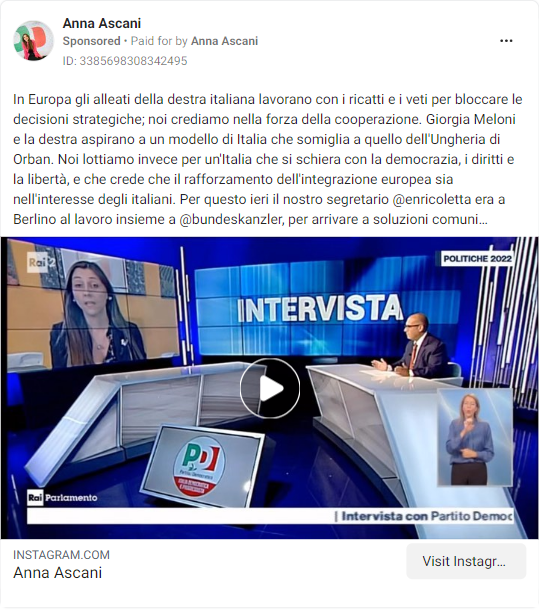 Anna Ascani
Sponsored • Paid for by Anna Ascani
ID: 3385698308342495
In Europa gli alleati della destra italiana lavorano con i ricatti e i veti per bloccare le
decisioni strategiche; noi crediamo nella forza della cooperazione. Giorgia Meloni
e la destra aspirano a un modello di Italia che somiglia a quello dell'Ungheria di
Orban. Noi lottiamo invece per un'Italia che si schiera con la democrazia, i diritti e
la libertà, e che crede che il rafforzamento dell'integrazione europea sia
nell'interesse degli italiani. Per questo ieri il nostro segretario @enricoletta era a
Berlino al lavoro insieme a @bundeskanzler, per arrivare a soluzioni comuni...
Rai 2
POLITICHE 2022
INTERVISTA
PD
Partito Democratico
ITALIA DEMOCRATICA
E PROGRESSISTA
Rai Parlamento
Intervista con Partito Democ
INSTAGRAM.COM
Anna Ascani
Visit Instagr...